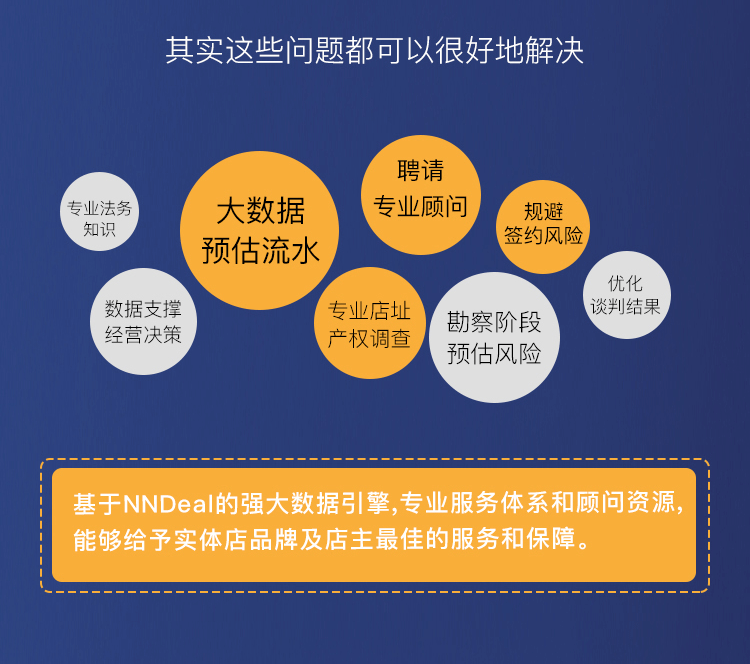 其实这些问题都可以很好地解决
专业法务
知识
大数据
预估流水
聘请
专业顾问
规避
签约风险
数据支撑
经营决策
专业店址
产权调查
勘察阶段
预估风险
优化
谈判结果
基于NNDeal的强大数据引擎,专业服务体系和顾问资源,
能够给予实体店品牌及店主最佳的服务和保障。